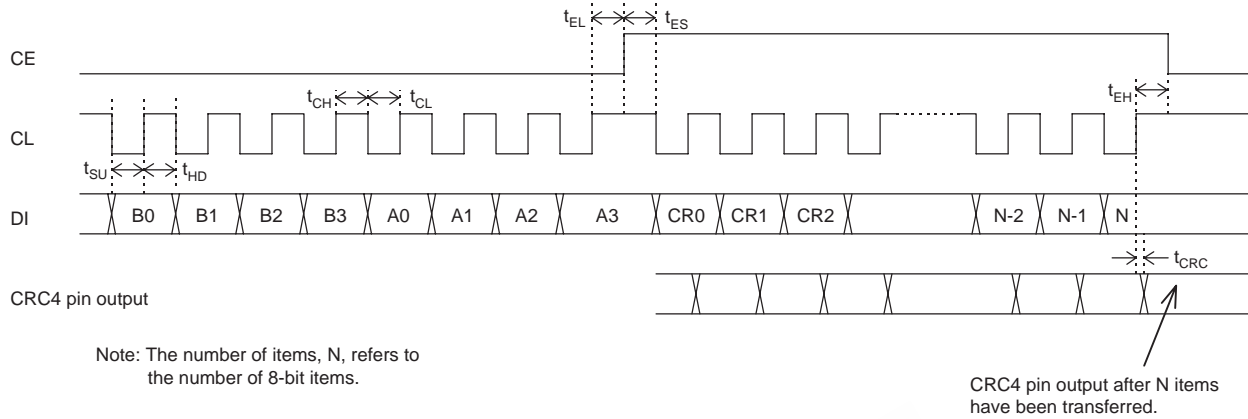 tEL tES
CE
tCH tCL tEH
CL
tSU tHD
DI B0 B1 B2 B3 A0 A1 A2 A3 CR0 CR1 CR2 N-2 N-1 N
tCRC
CRC4 pin output
Note: The number of items, N, refers to
the number of 8-bit items.
CRC4 pin output after N items
have been transferred.